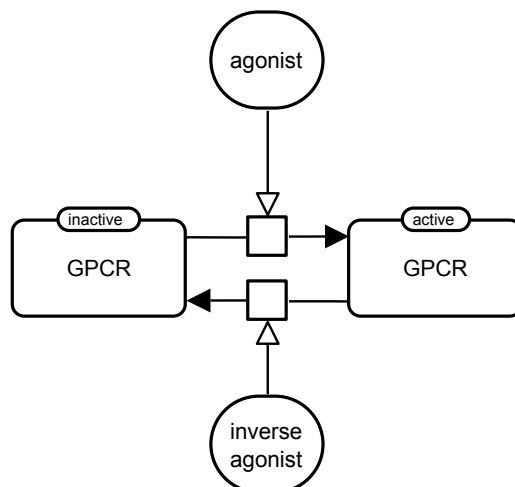 agonist
inactive
active
GPCR
GPCR
inverse
agonist